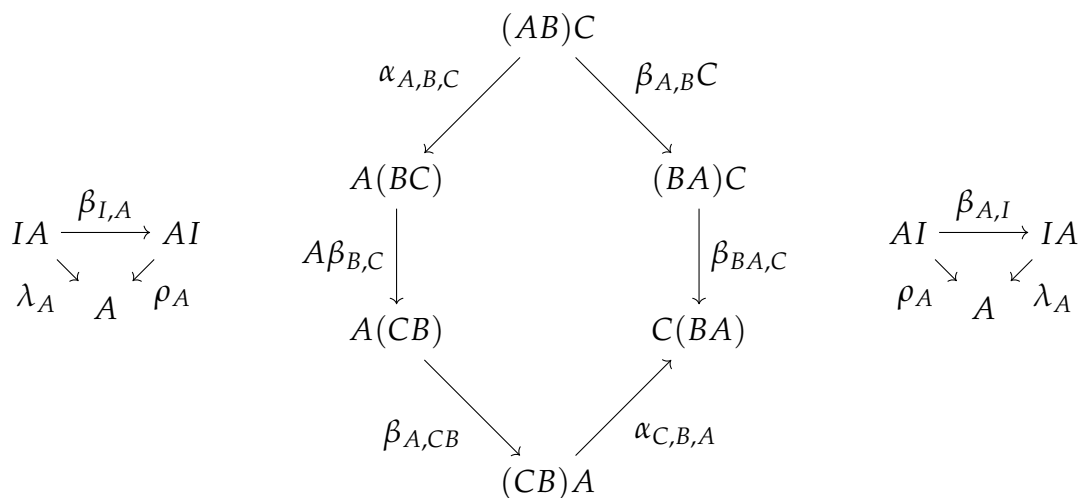 (AB)C
α_{A,B,C} β_{A,B}C
A(BC) (BA)C
β_{I,A} β_{A,I}
IA AI Aβ_{B,C} β_{BA,C} AI IA
λ_A A ρ_A ρ_A A λ_A
A(CB) C(BA)
β_{A,CB} α_{C,B,A}
(CB)A